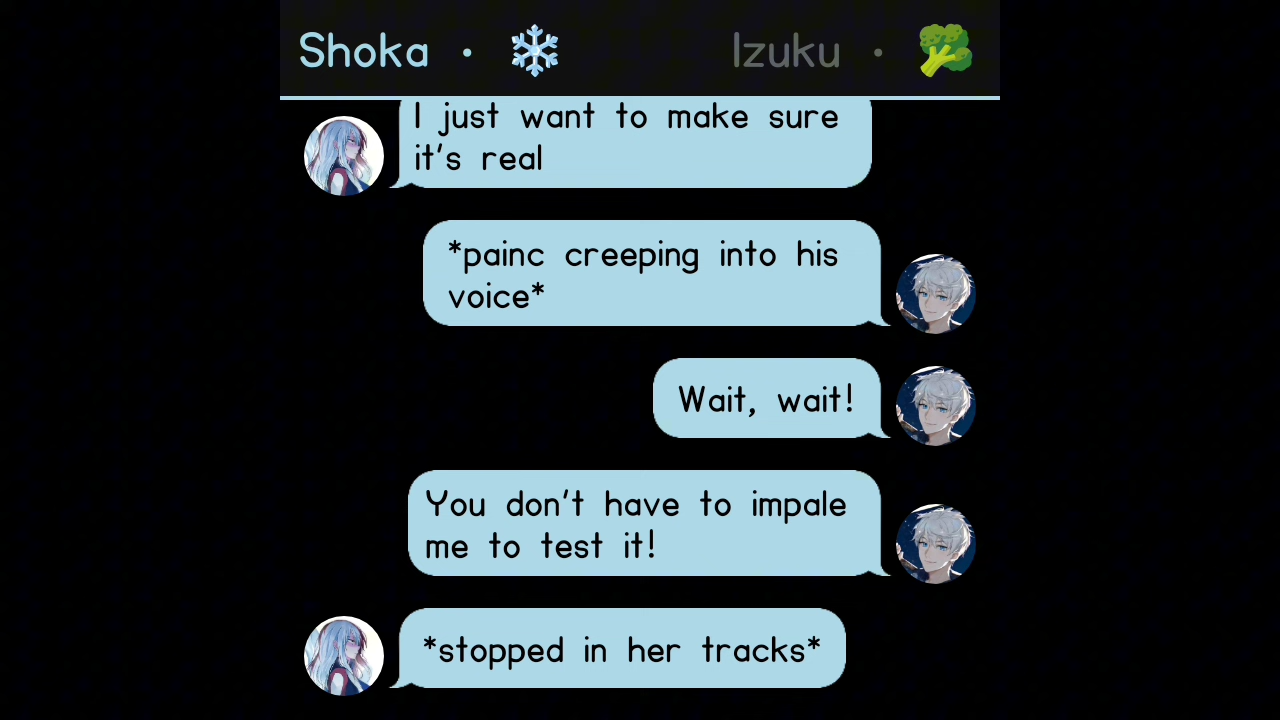 Shoka • Izuku •
I just want to make sure
it's real
*painc creeping into his
voice*
Wait, wait!
You don't have to impale
me to test it!
*stopped in her tracks*